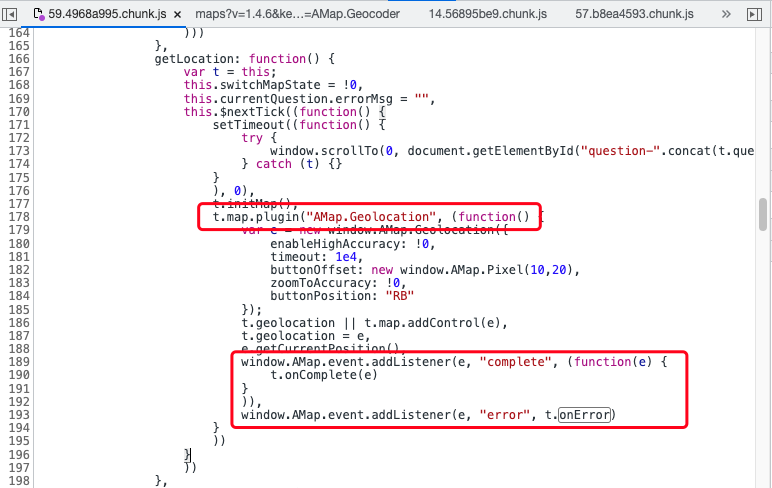 59.4968a995.chunk.js × maps?v=1.4.6&ke…=AMap.Geocoder 14.56895be9.chunk.js 57.b8ea4593.chunk.js »
164 )))
165 },
166 getLocation: function() {
167 var t = this;
168 this.switchMapState = !0,
169 this.currentQuestion.errorMsg = "",
170 this.$nextTick((function() {
171 setTimeout((function() {
172 try {
173 window.scrollTo(0, document.getElementById("question-".concat(t.que
174 } catch (t) {}
175 }
176 ), 0),
177 t.initMap(),
178 t.map.plugin("AMap.Geolocation", (function() {
179 var e = new window.AMap.Geolocation({
180 enableHighAccuracy: !0,
181 timeout: 1e4,
182 buttonOffset: new window.AMap.Pixel(10,20),
183 zoomToAccuracy: !0,
184 buttonPosition: "RB"
185 });
186 t.geolocation || t.map.addControl(e),
187 t.geolocation = e,
188 e.getCurrentPosition(),
189 window.AMap.event.addListener(e, "complete", (function(e) {
190 t.onComplete(e)
191 }
192 )),
193 window.AMap.event.addListener(e, "error", t.onError)
194 }
195 ))
196 }
197 ))
198 },